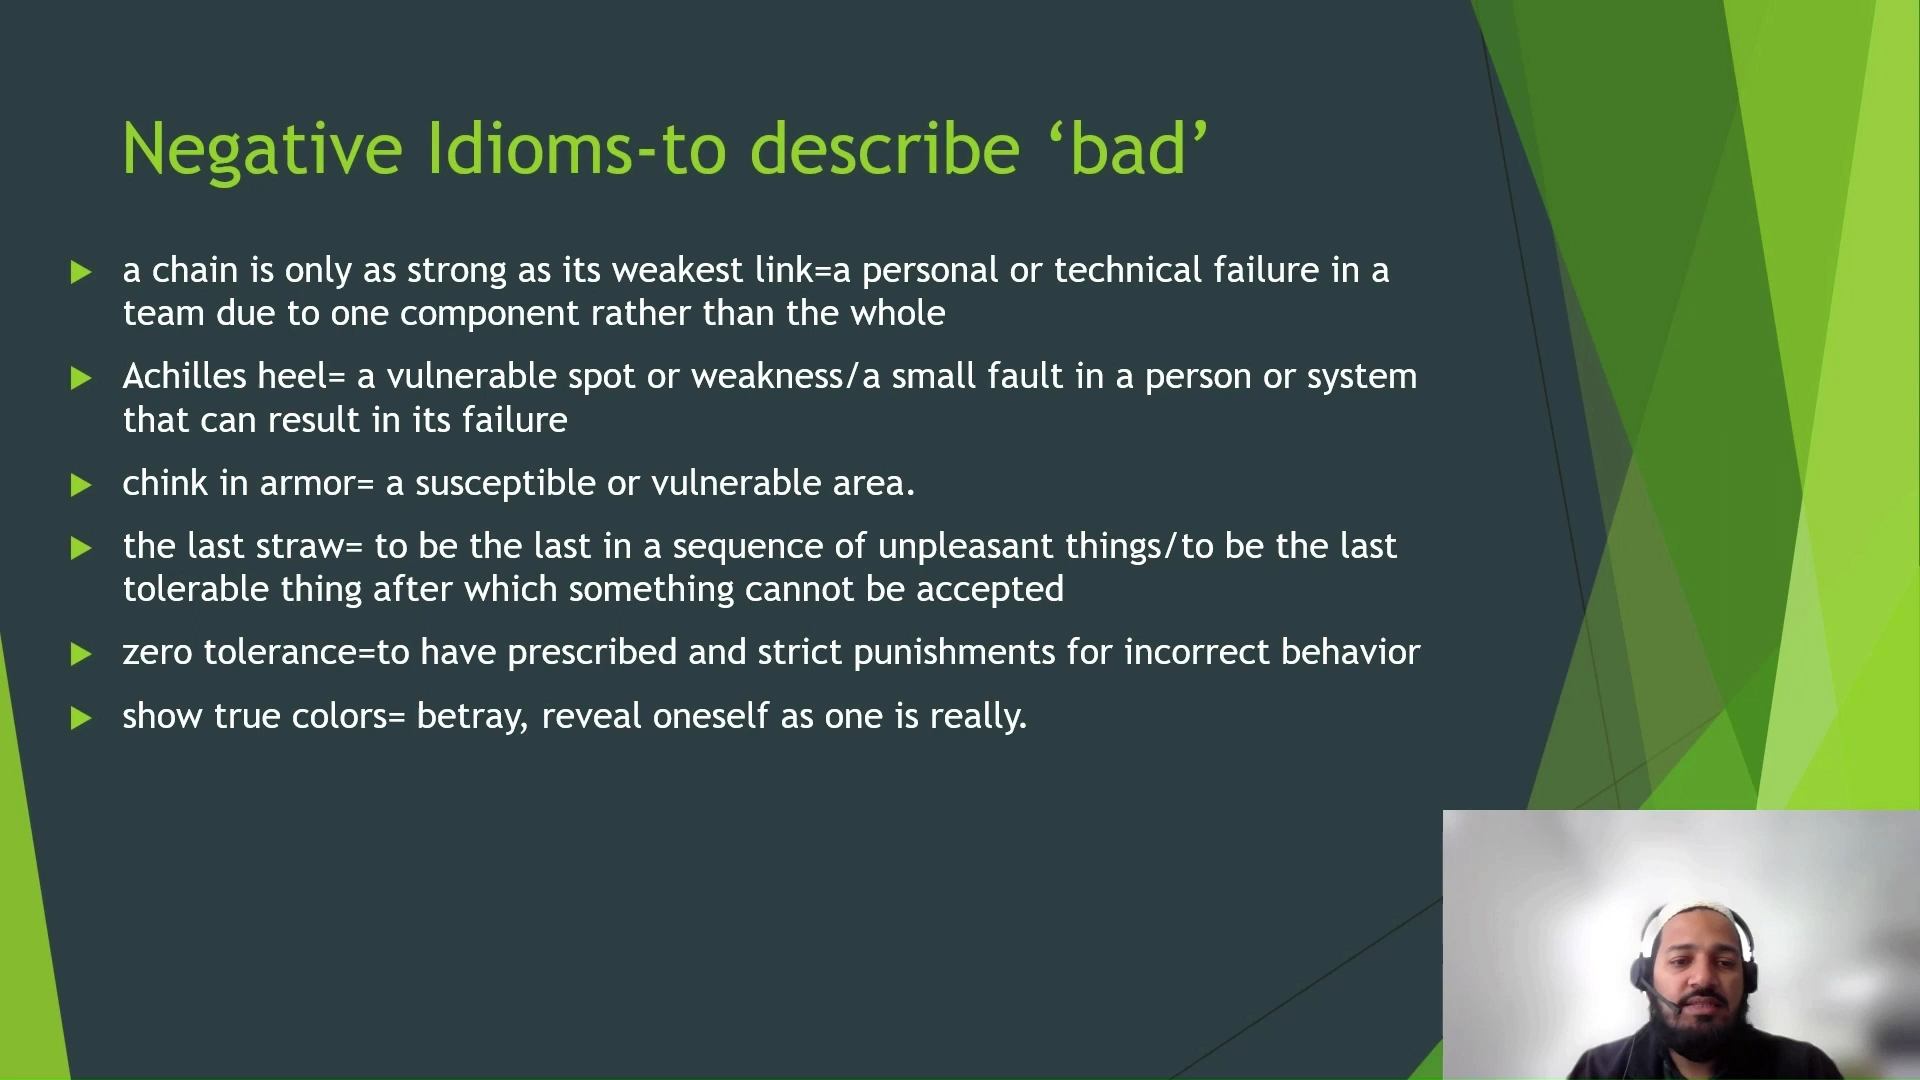 Negative Idioms-to describe ‘bad’
a chain is only as strong as its weakest link=a personal or technical failure in a
team due to one component rather than the whole
Achilles heel= a vulnerable spot or weakness/a small fault in a person or system
that can result in its failure
chink in armor= a susceptible or vulnerable area.
the last straw= to be the last in a sequence of unpleasant things/to be the last
tolerable thing after which something cannot be accepted
zero tolerance=to have prescribed and strict punishments for incorrect behavior
show true colors= betray, reveal oneself as one is really.